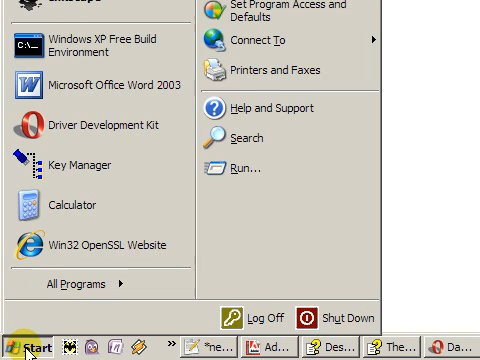 Windows XP Free Build
Environment
Microsoft Office Word 2003
Driver Development Kit
Key Manager
Calculator
Win32 OpenSSL Website
All Programs
Set Program Access and
Defaults
Connect To
Printers and Faxes
Help and Support
Search
Run...
Log Off
Shut Down
Start
*ne...
Ad...
Des...
The...
Da...